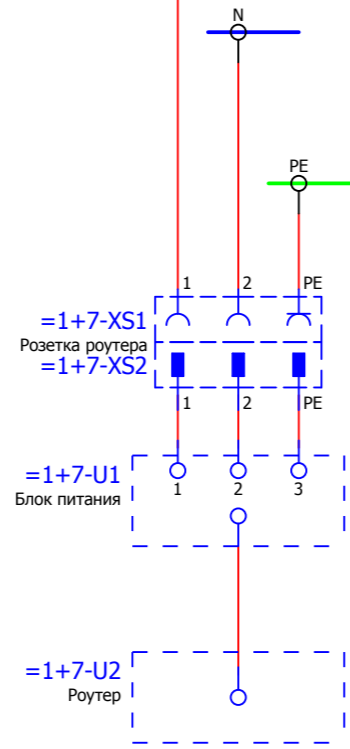 N
PE
1 2 PE
=1+7-XS1
Розетка роутера
=1+7-XS2
1 2 PE
=1+7-U1
1 2 3
Блок питания
=1+7-U2
Роутер